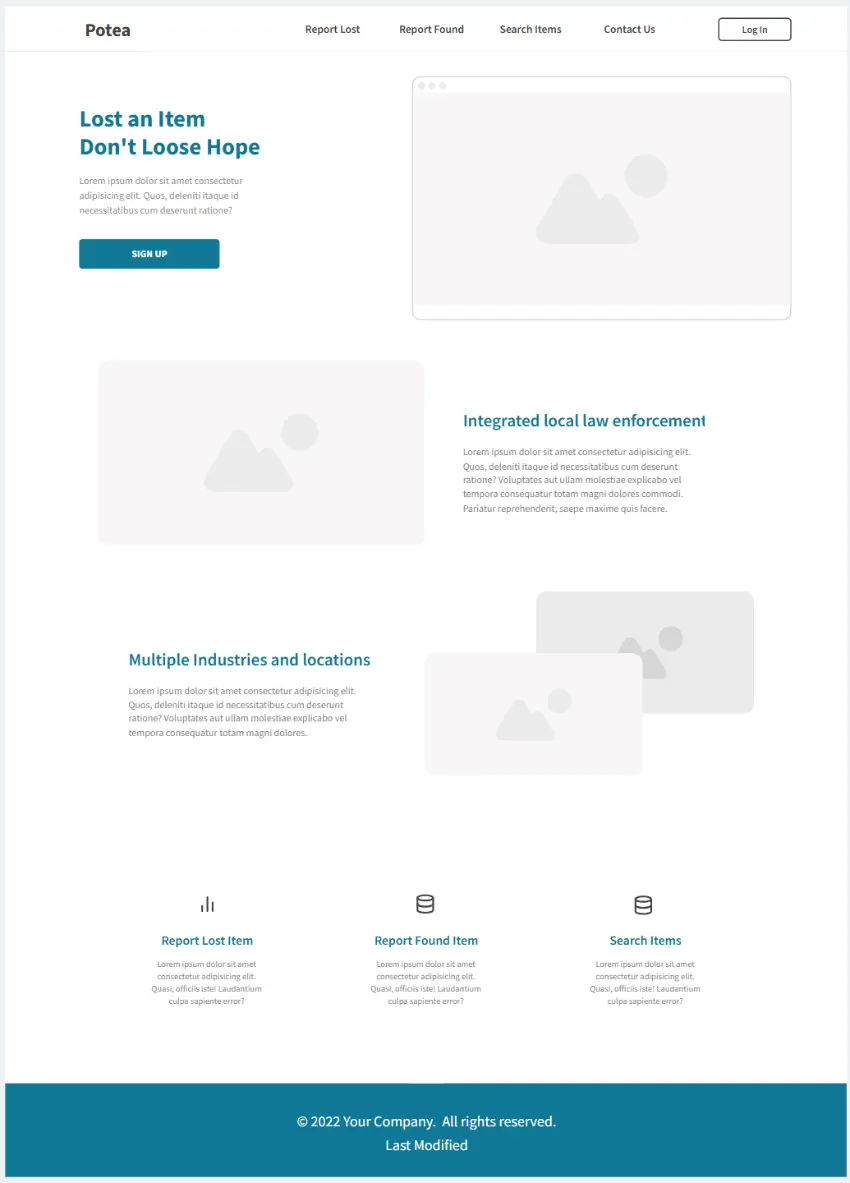 Potea
Report Lost
Report Found
Search Items
Contact Us
Log In
Lost an Item
Don't Loose Hope
Lorem ipsum dolor sit amet consectetur
adipisicing elit. Quos, deleniti itaque id
necessitatibus cum deserunt ratione?
SIGN UP
Integrated local law enforcement
Lorem ipsum dolor sit amet consectetur adipisicing elit.
Quos, deleniti itaque id necessitatibus cum deserunt
ratione? Voluptates aut ullam molestiae explicabo vel
tempora consequatur totam magni dolores commodi.
Pariatur reprehenderit, saepe maxime quis facere.
Multiple Industries and locations
Lorem ipsum dolor sit amet consectetur adipisicing elit.
Quos, deleniti itaque id necessitatibus cum deserunt
ratione? Voluptates aut ullam molestiae explicabo vel
tempora consequatur totam magni dolores.
Report Lost Item
Lorem ipsum dolor sit amet
consectetur adipisicing elit.
Quasi, officiis iste! Laudantium
culpa sapiente error?
Report Found Item
Lorem ipsum dolor sit amet
consectetur adipisicing elit.
Quasi, officiis iste! Laudantium
culpa sapiente error?
Search Items
Lorem ipsum dolor sit amet
consectetur adipisicing elit.
Quasi, officiis iste! Laudantium
culpa sapiente error?
© 2022 Your Company. All rights reserved.
Last Modified